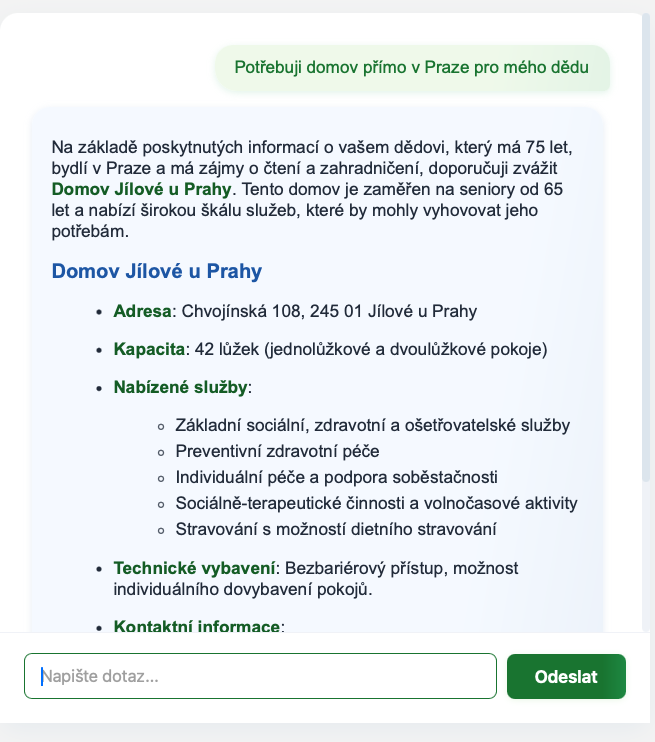 Potřebuji domov přímo v Praze pro mého dědu
Na základě poskytnutých informací o vašem dědovi, který má 75 let,
bydlí v Praze a má zájmy o čtení a zahradničení, doporučuji zvážit
Domov Jílové u Prahy. Tento domov je zaměřen na seniory od 65
let a nabízí širokou škálu služeb, které by mohly vyhovovat jeho
potřebám.
Domov Jílové u Prahy
• Adresa: Chvojínská 108, 245 01 Jílové u Prahy
• Kapacita: 42 lůžek (jednolůžkové a dvoulůžkové pokoje)
• Nabízené služby:
◦ Základní sociální, zdravotní a ošetřovatelské služby
◦ Preventivní zdravotní péče
◦ Individuální péče a podpora soběstačnosti
◦ Sociálně-terapeutické činnosti a volnočasové aktivity
◦ Stravování s možností dietního stravování
• Technické vybavení: Bezbariérový přístup, možnost
individuálního dovybavení pokojů.
• Kontaktní informace:
Napište dotaz...
Odeslat